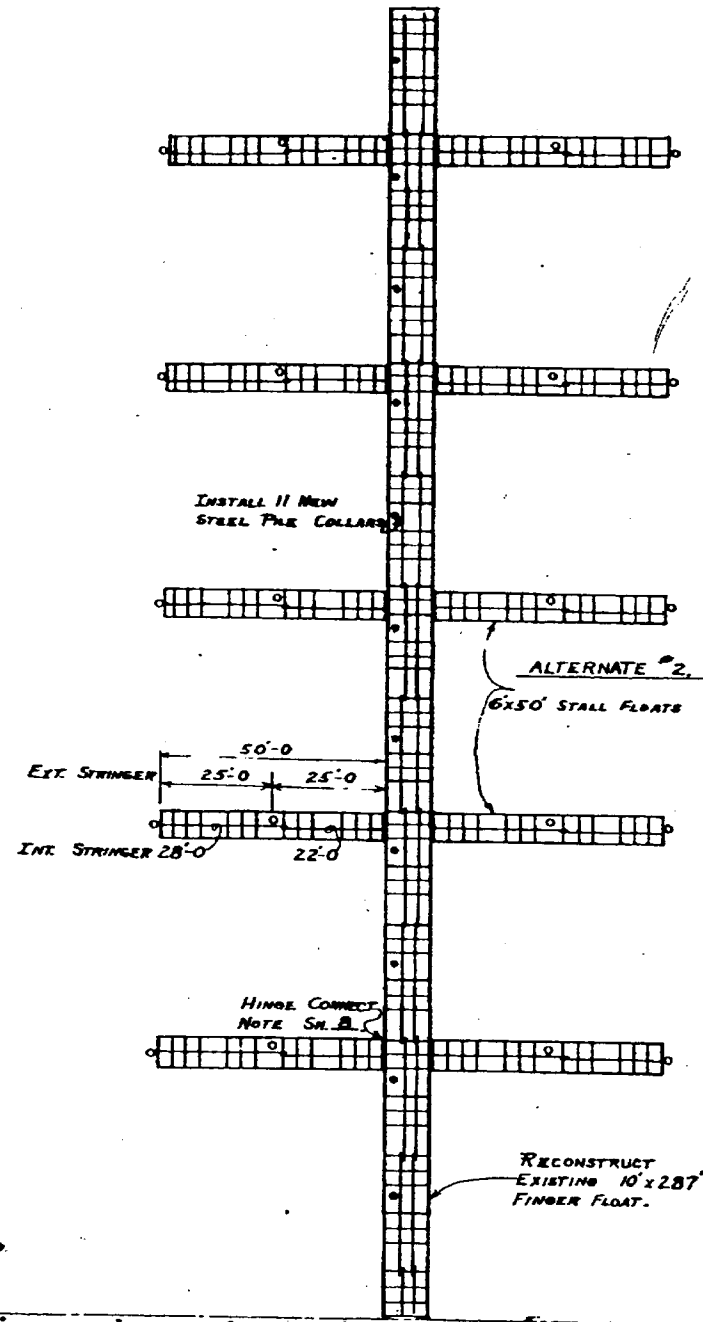 INSTALL 11 NEW
STEEL PILE COLLARS
ALTERNATE #2.
6'x50' STALL FLOATS
50'-0
EXT. STRINGER
25'-0
25'-0
INT. STRINGER 28'-0
22'-0
HINGE CONNECT
NOTE SH. 8
RECONSTRUCT
EXISTING 10' x 287'
FINGER FLOAT.